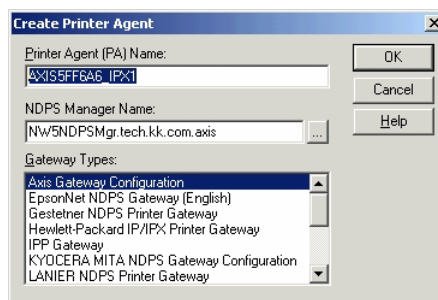 Create Printer Agent
Printer Agent (PA) Name:
AXIS5FF6A6_IPX1
NDPS Manager Name:
NW5NDPSMgr.tech.kk.com.axis
...
Gateway Types:
Axis Gateway Configuration
EpsonNet NDPS Gateway (English)
Gestetner NDPS Printer Gateway
Hewlett-Packard IP/IPX Printer Gateway
IPP Gateway
KYOCERA MITA NDPS Gateway Configuration
LANIER NDPS Printer Gateway
OK
Cancel
Help